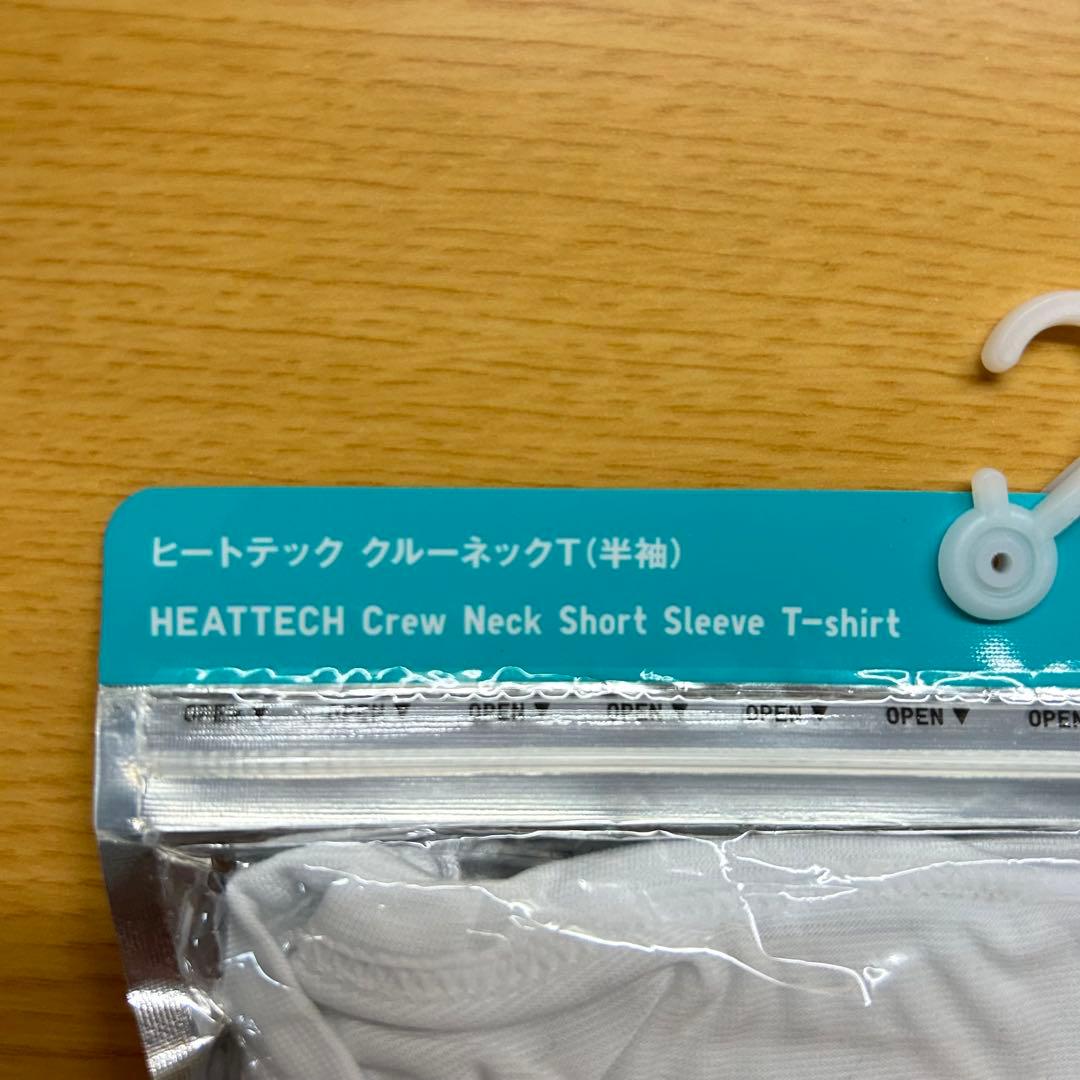 ヒートテック クルーネックT(半袖)
HEATTECH Crew Neck Short Sleeve T-shirt
OPEN ▼ OPEN ▼ OPEN ▼ OPEN ▼ OPEN ▼ OPEN ▼ OPEN